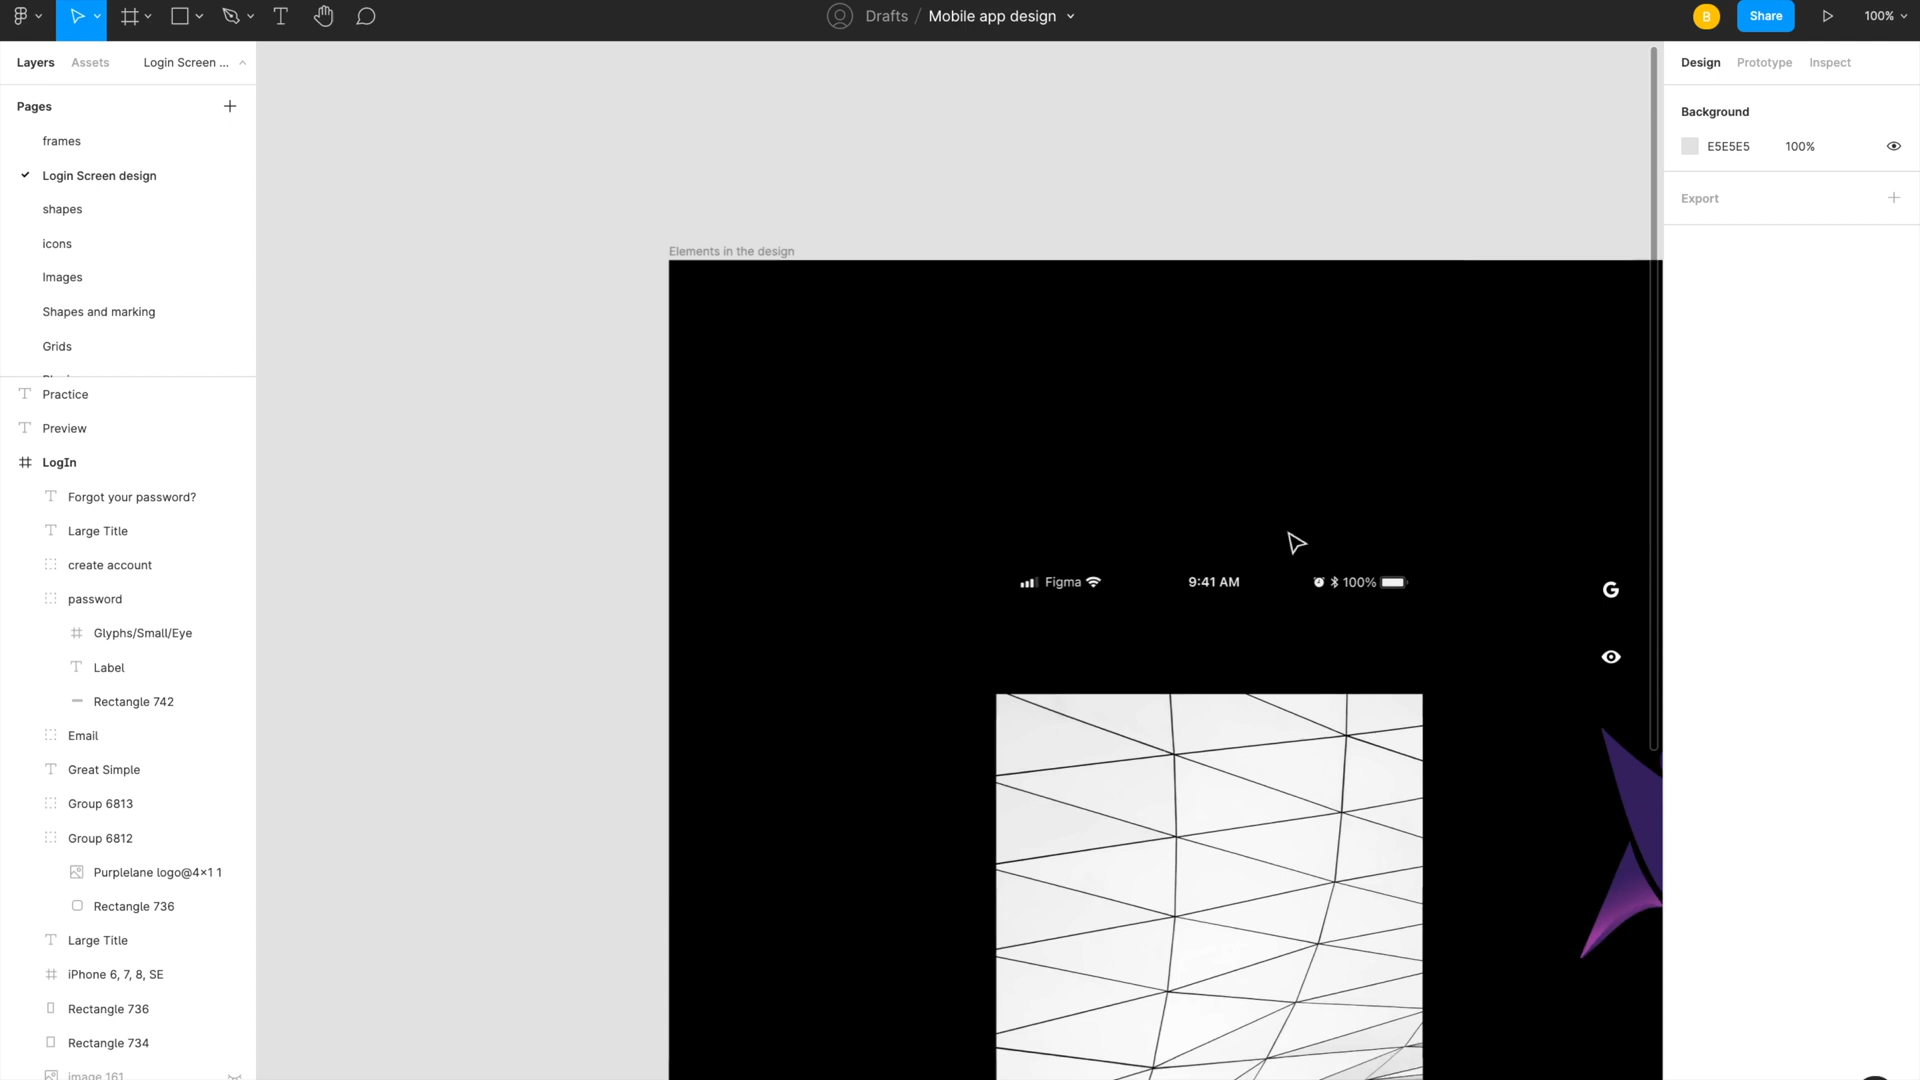 Drafts / Mobile app design
B
Share
100%
Layers
Assets
Login Screen ...
Pages
frames
Login Screen design
shapes
icons
Images
Shapes and marking
Grids
Practice
Preview
LogIn
Forgot your password?
Large Title
create account
password
Glyphs/Small/Eye
Label
Rectangle 742
Email
Great Simple
Group 6813
Group 6812
Purplelane logo@4x1 1
Rectangle 736
Large Title
iPhone 6, 7, 8, SE
Rectangle 736
Rectangle 734
image 161
Elements in the design
Figma
9:41 AM
100%
G
Design
Prototype
Inspect
Background
E5E5E5
100%
Export